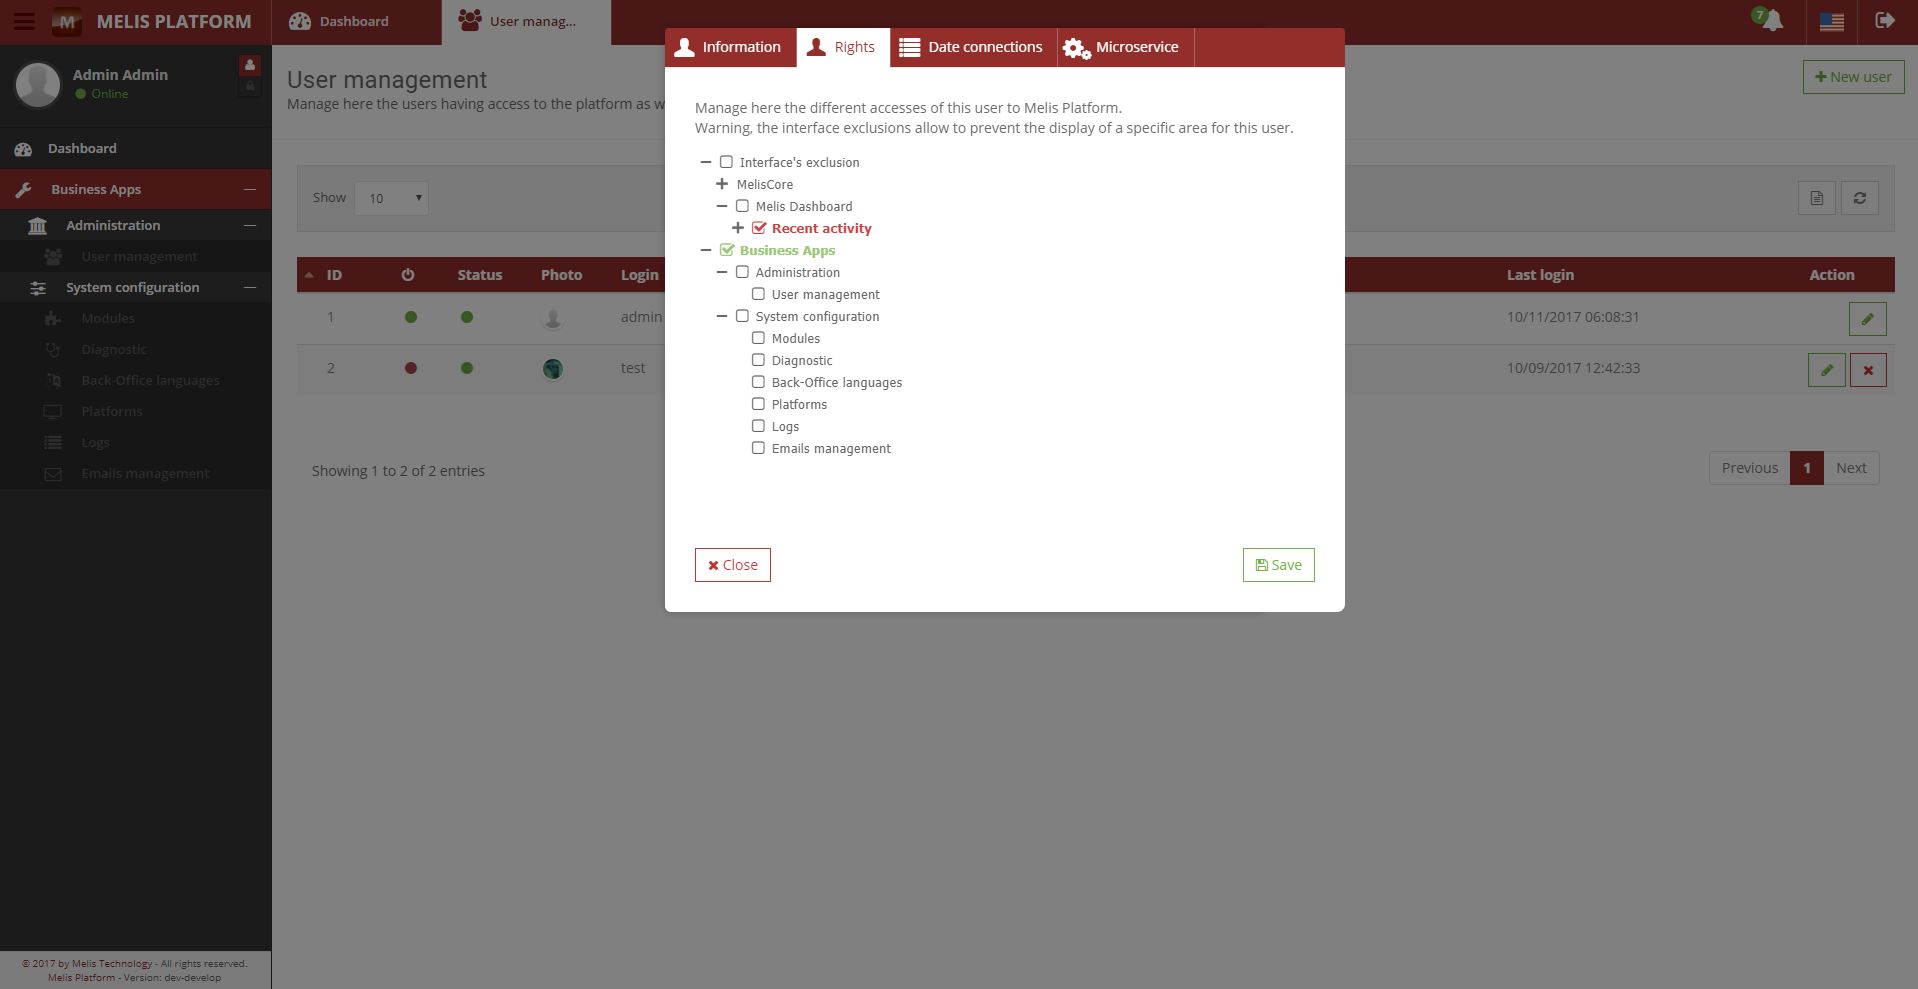 MELIS PLATFORM
Dashboard
User manag...
7
Admin Admin
Online
Dashboard
Business Apps
Administration
User management
System configuration
Modules
Diagnostic
Back-Office languages
Platforms
Logs
Emails management
© 2017 by Melis Technology - All rights reserved.
Melis Platform - Version: dev-develop
User management
Manage here the users having access to the platform as w
New user
Show 10
ID Status Photo Login Last login Action
1 admin 10/11/2017 06:08:31
2 test 10/09/2017 12:42:33
Showing 1 to 2 of 2 entries
Previous 1 Next
Information Rights Date connections Microservice
Manage here the different accesses of this user to Melis Platform.
Warning, the interface exclusions allow to prevent the display of a specific area for this user.
Interface's exclusion
MelisCore
Melis Dashboard
Recent activity
Business Apps
Administration
User management
System configuration
Modules
Diagnostic
Back-Office languages
Platforms
Logs
Emails management
Close
Save